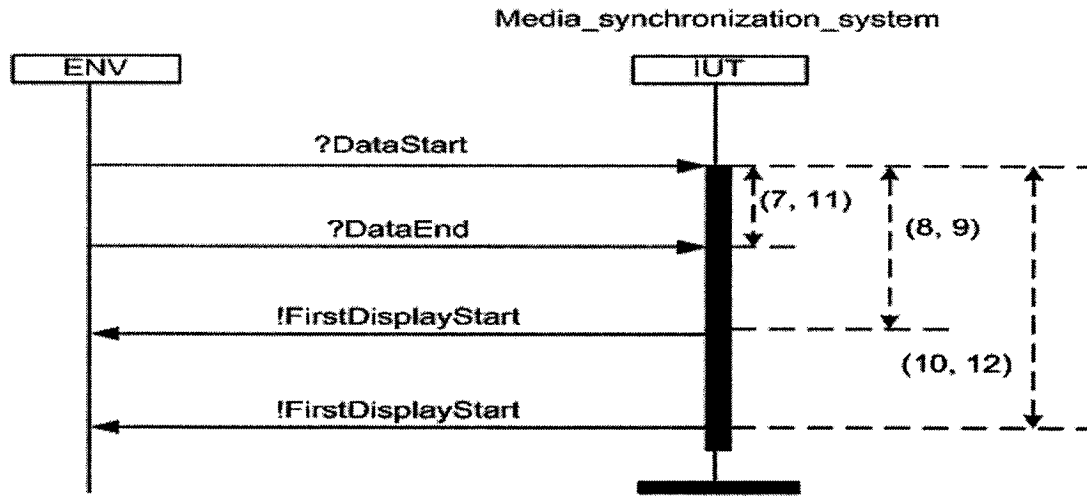 Media_synchronization_system
ENV
IUT
?DataStart
(7, 11)
?DataEnd
(8, 9)
!FirstDisplayStart
(10, 12)
!FirstDisplayStart